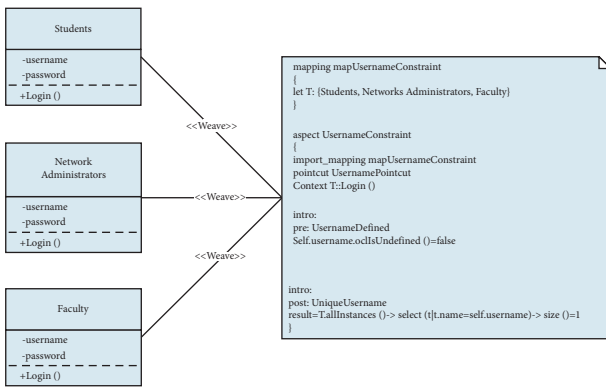 Students
-username
-password
+Login ()
<<Weave>>
Network
Administrators
-username
-password
+Login ()
<<Weave>>
Faculty
-username
-password
+Login ()
<<Weave>>
mapping mapUsernameConstraint
{
let T: {Students, Networks Administrators, Faculty}
}
aspect UsernameConstraint
{
import_mapping mapUsernameConstraint
pointcut UsernamePointcut
Context T::Login ()
intro:
pre: UsernameDefined
Self.username.oclIsUndefined ()=false
intro:
post: UniqueUsername
result=T.allInstances ()-> select (t|t.name=self.username)-> size ()=1
}